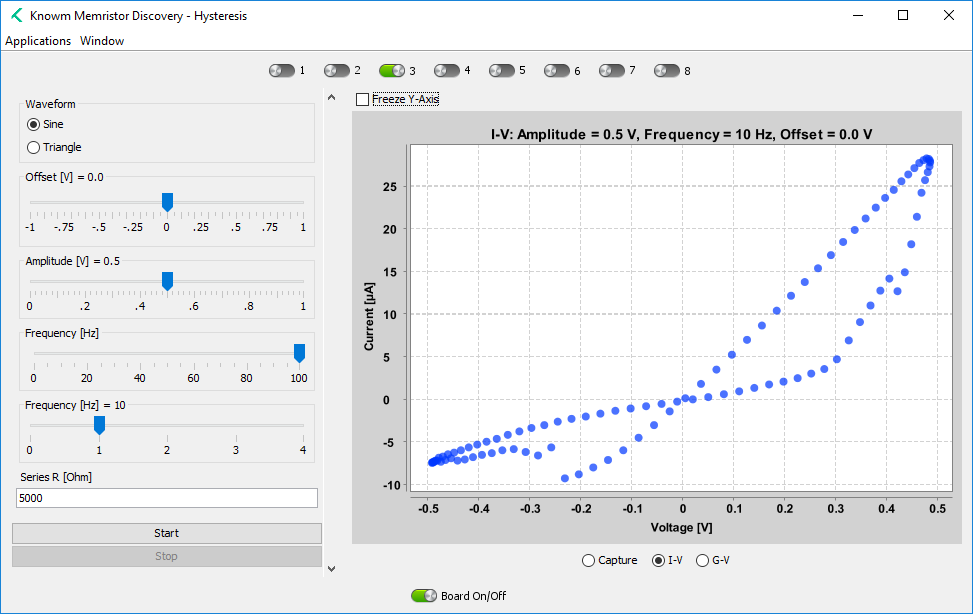 Knowm Memristor Discovery - Hysteresis
Applications Window
1 2 3 4 5 6 7 8
Waveform
Sine
Triangle
Offset [V] = 0.0
-1 -.75 -.5 -.25 0 .25 .5 .75 1
Amplitude [V] = 0.5
0 .2 .4 .6 .8 1
Frequency [Hz]
0 20 40 60 80 100
Frequency [Hz] = 10
0 1 2 3 4
Series R [Ohm]
5000
Start
Stop
Freeze Y-Axis
I-V: Amplitude = 0.5 V, Frequency = 10 Hz, Offset = 0.0 V
Current [µA]
25
20
15
10
5
0
-5
-10
-0.5 -0.4 -0.3 -0.2 -0.1 0 0.1 0.2 0.3 0.4 0.5
Voltage [V]
Capture I-V G-V
Board On/Off